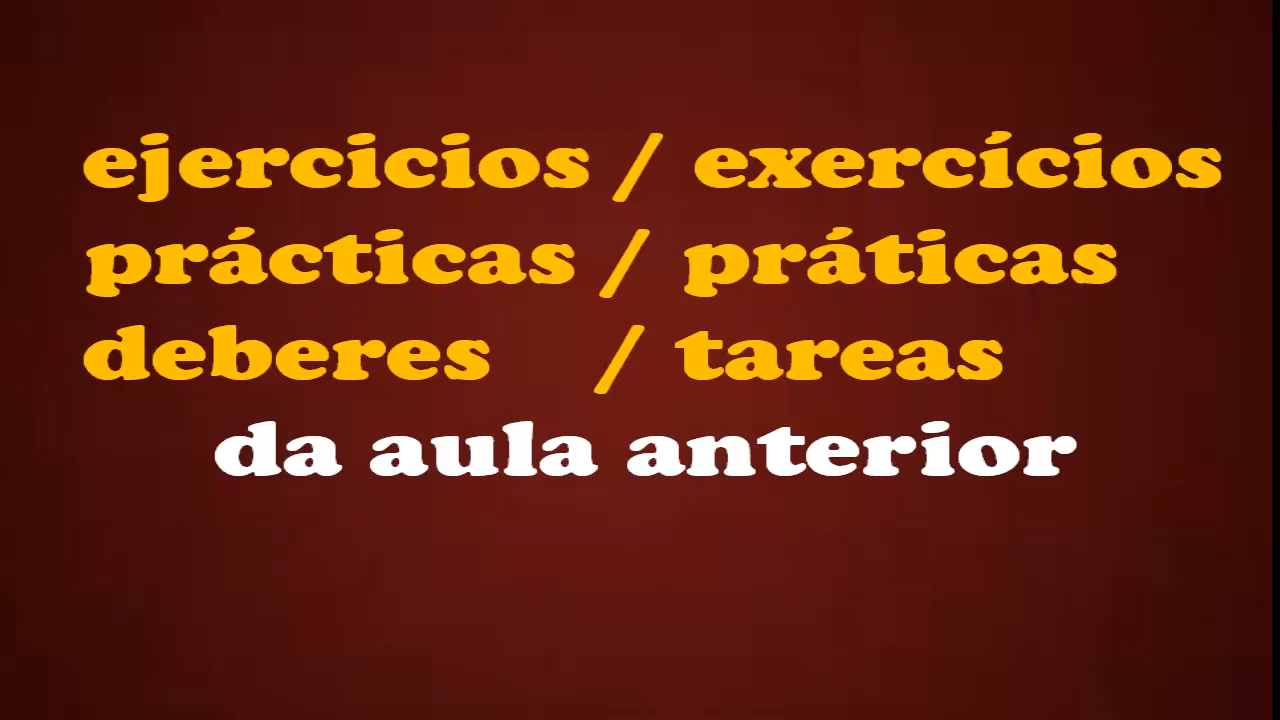 ejercicios / exercícios
prácticas / práticas
deberes / tareas
da aula anterior